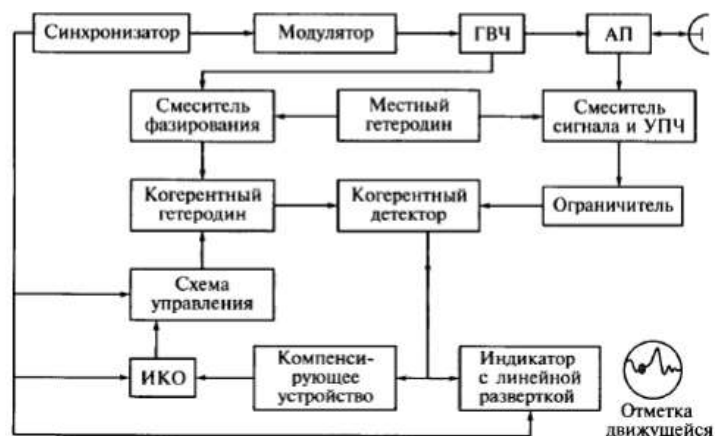 Синхронизатор
Модулятор
ГВЧ
АП
Смеситель
фазирования
Местный
гетеродин
Смеситель
сигнала и УПЧ
Когерентный
гетеродин
Когерентный
детектор
Ограничитель
Схема
управления
ИКО
Компенси-
рующее
устройство
Индикатор
с линейной
разверткой
Отметка
движущейся